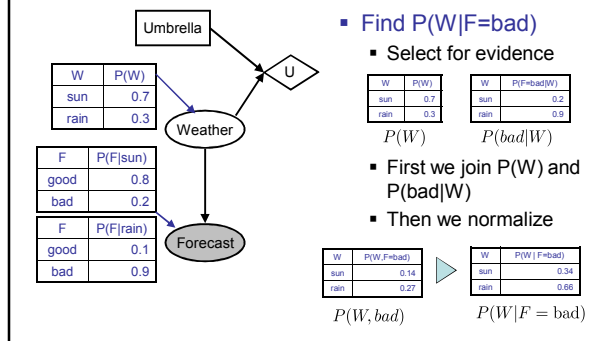 Umbrella
U
W P(W)
sun 0.7
rain 0.3
Weather
F P(F|sun)
good 0.8
bad 0.2
F P(F|rain)
good 0.1
bad 0.9
Forecast
▪ Find P(W|F=bad)
▪ Select for evidence
W P(W)
sun 0.7
rain 0.3
P(W)
W P(F=bad|W)
sun 0.2
rain 0.9
P(bad|W)
▪ First we join P(W) and
P(bad|W)
▪ Then we normalize
W P(W,F=bad)
sun 0.14
rain 0.27
P(W, bad)
W P(W | F=bad)
sun 0.34
rain 0.66
P(W|F = bad)